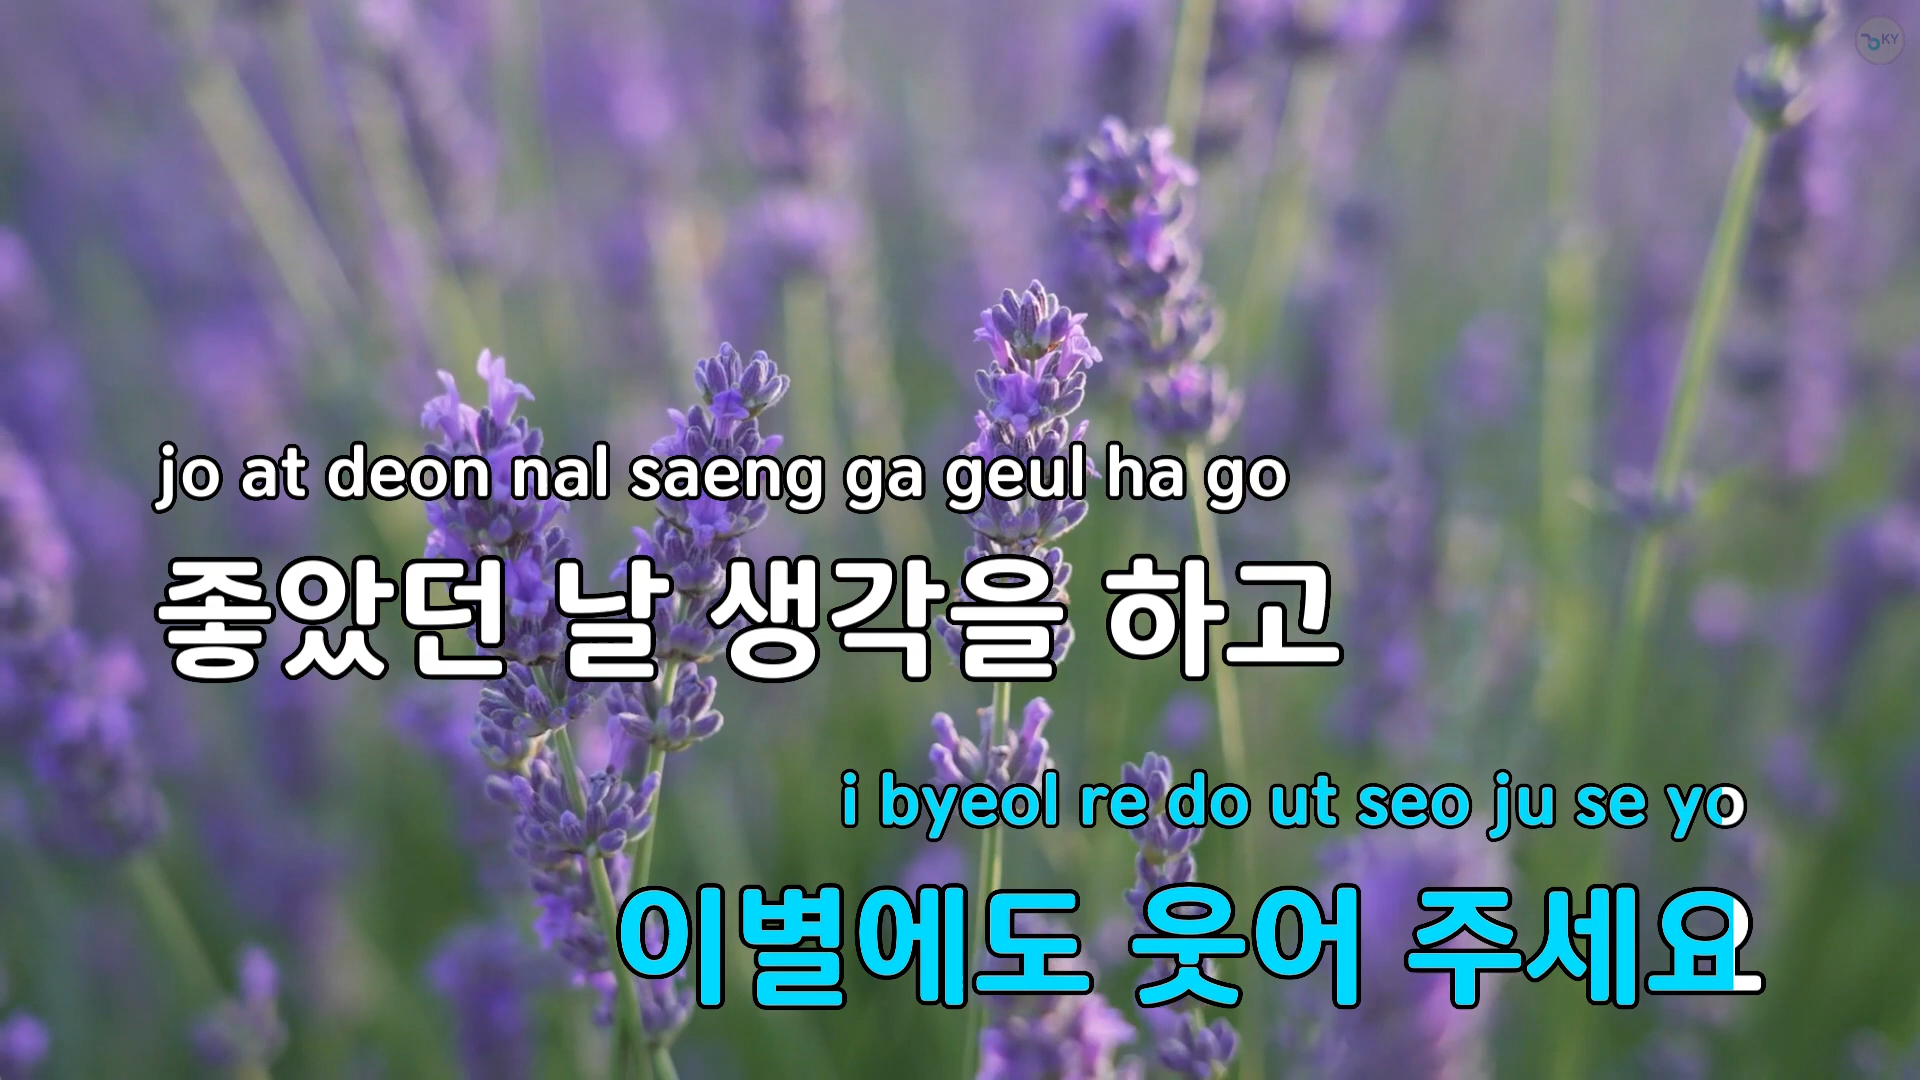 KY
jo at deon nal saeng ga geul ha go
좋았던 날 생각을 하고
i byeol re do ut seo ju se yo
이별에도 웃어 주세요